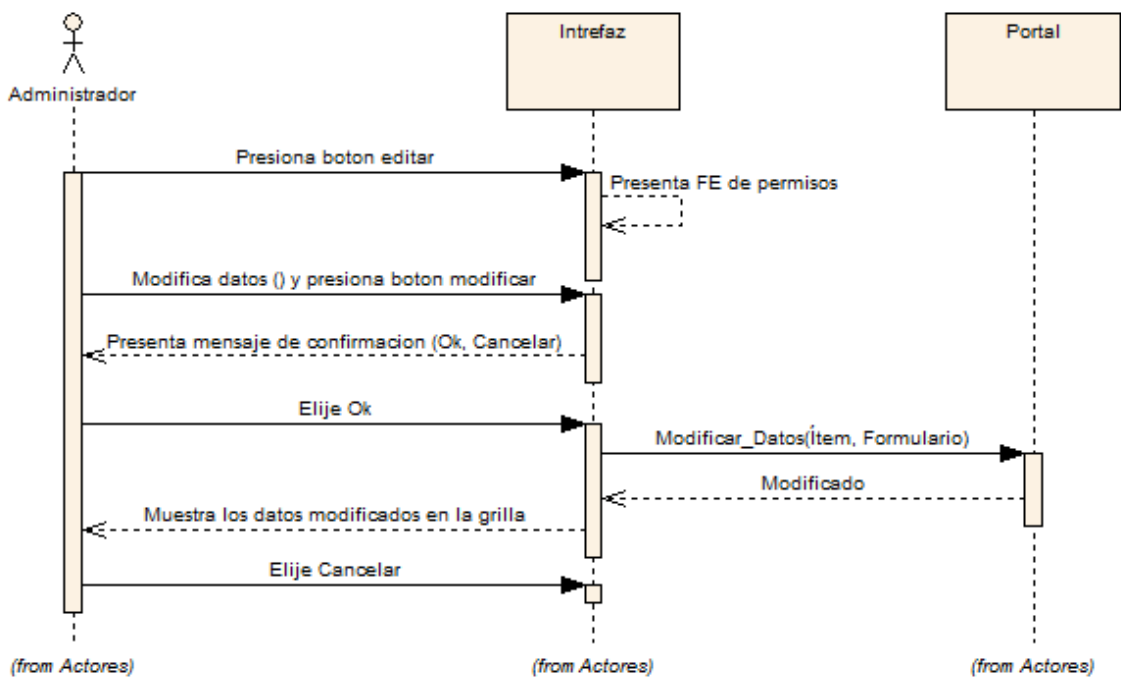 Intrefaz
Portal
Administrador
Presiona boton editar
Presenta FE de permisos
Modifica datos () y presiona boton modificar
Presenta mensaje de confirmacion (Ok, Cancelar)
Elije Ok
Modificar_Datos(Ítem, Formulario)
Modificado
Muestra los datos modificados en la grilla
Elije Cancelar
(from Actores)
(from Actores)
(from Actores)